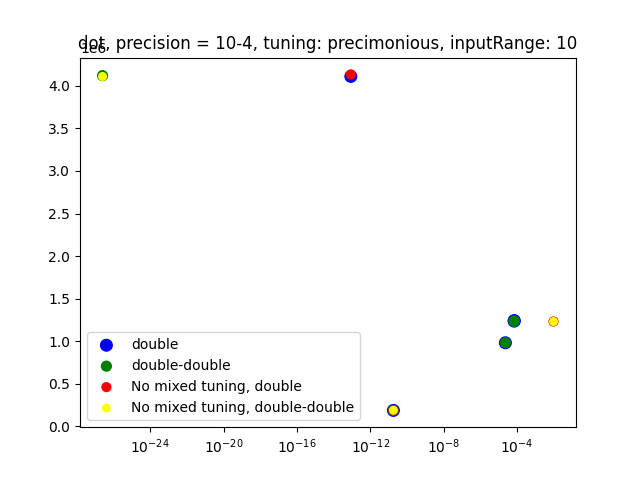 dot, precision = 10-4, tuning: precimonious, inputRange: 10
1e6
4.0
3.5
3.0
2.5
2.0
1.5
1.0
0.5
0.0
double
double-double
No mixed tuning, double
No mixed tuning, double-double
10⁻²⁴ 10⁻²⁰ 10⁻¹⁶ 10⁻¹² 10⁻⁸ 10⁻⁴